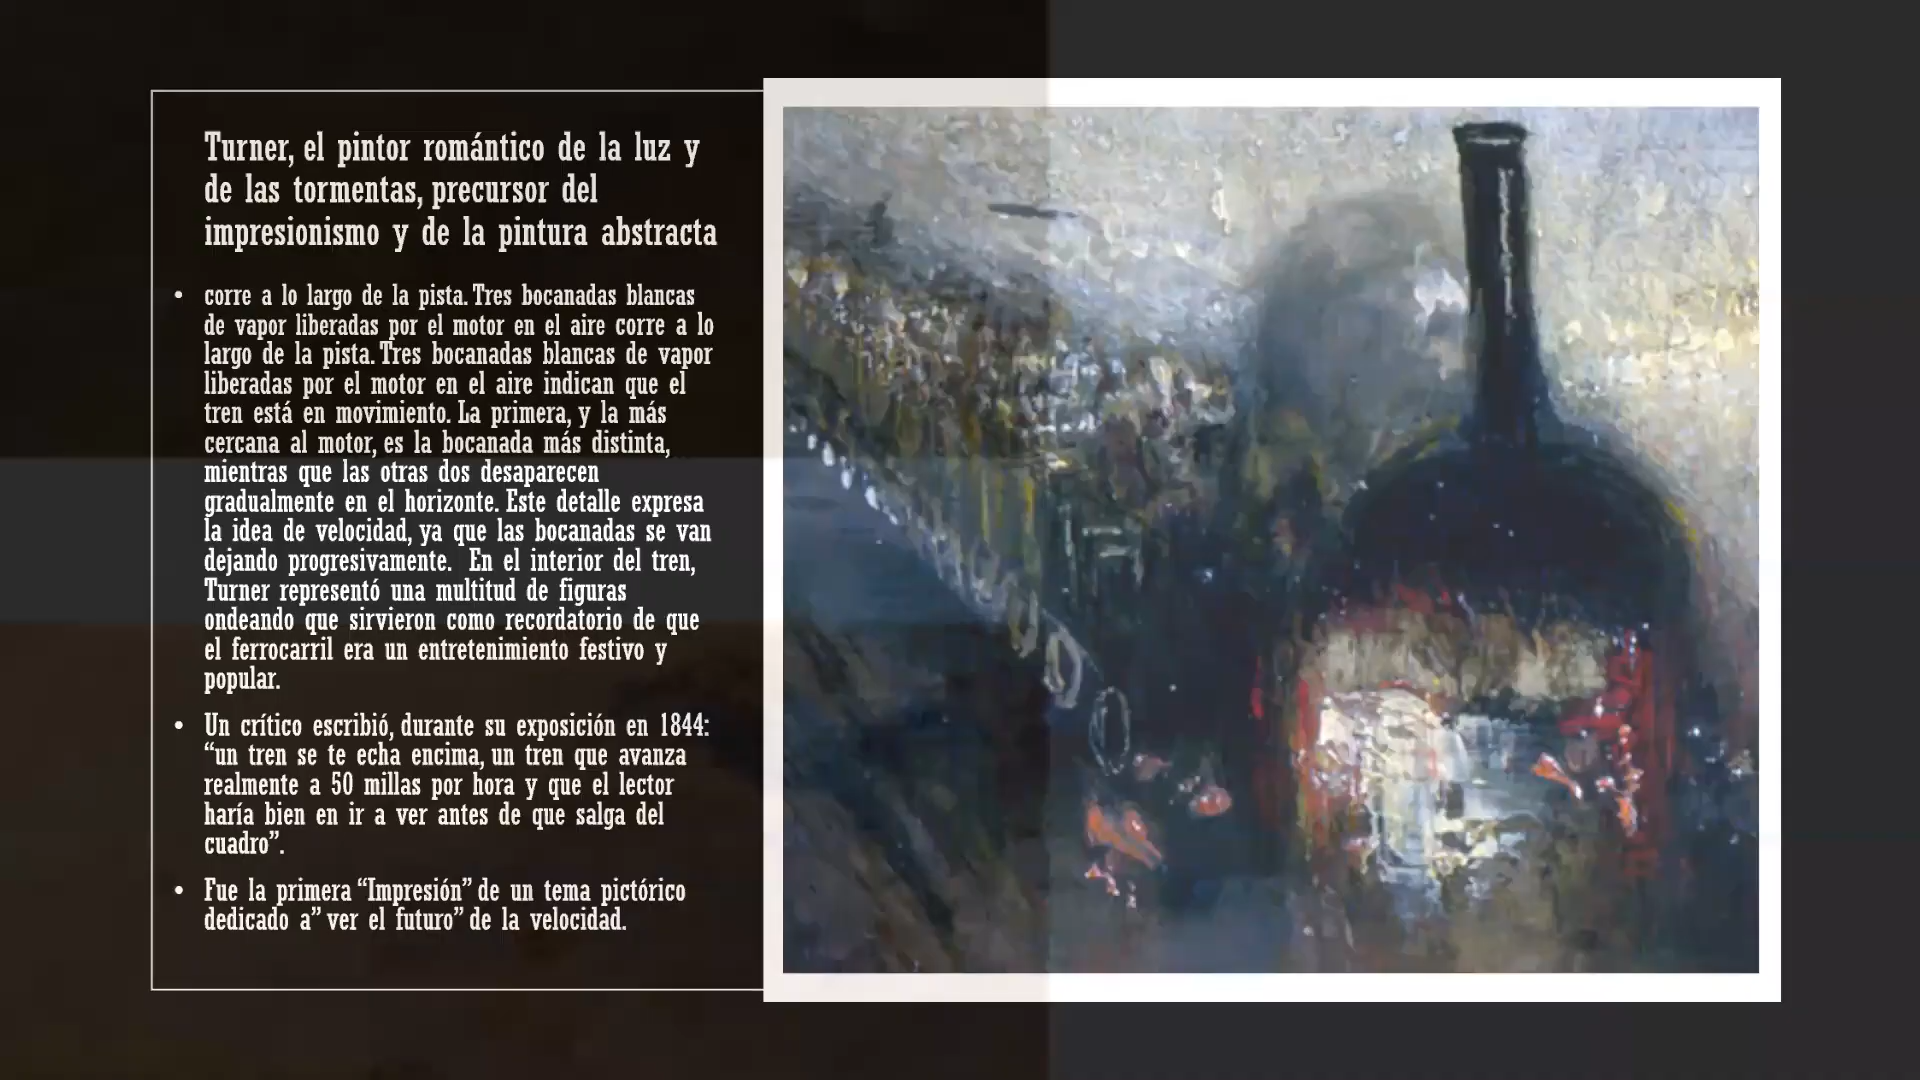 Turner, el pintor romántico de la luz y
de las tormentas, precursor del
impresionismo y de la pintura abstracta
• corre a lo largo de la pista. Tres bocanadas blancas
de vapor liberadas por el motor en el aire corre a lo
largo de la pista. Tres bocanadas blancas de vapor
liberadas por el motor en el aire indican que el
tren está en movimiento. La primera, y la más
cercana al motor, es la bocanada más distinta,
mientras que las otras dos desaparecen
gradualmente en el horizonte. Este detalle expresa
la idea de velocidad, ya que las bocanadas se van
dejando progresivamente.  En el interior del tren,
Turner representó una multitud de figuras
ondeando que sirvieron como recordatorio de que
el ferrocarril era un entretenimiento festivo y
popular.
• Un crítico escribió, durante su exposición en 1844:
“un tren se te echa encima, un tren que avanza
realmente a 50 millas por hora y que el lector
haría bien en ir a ver antes de que salga del
cuadro”.
• Fue la primera “Impresión” de un tema pictórico
dedicado a” ver el futuro” de la velocidad.